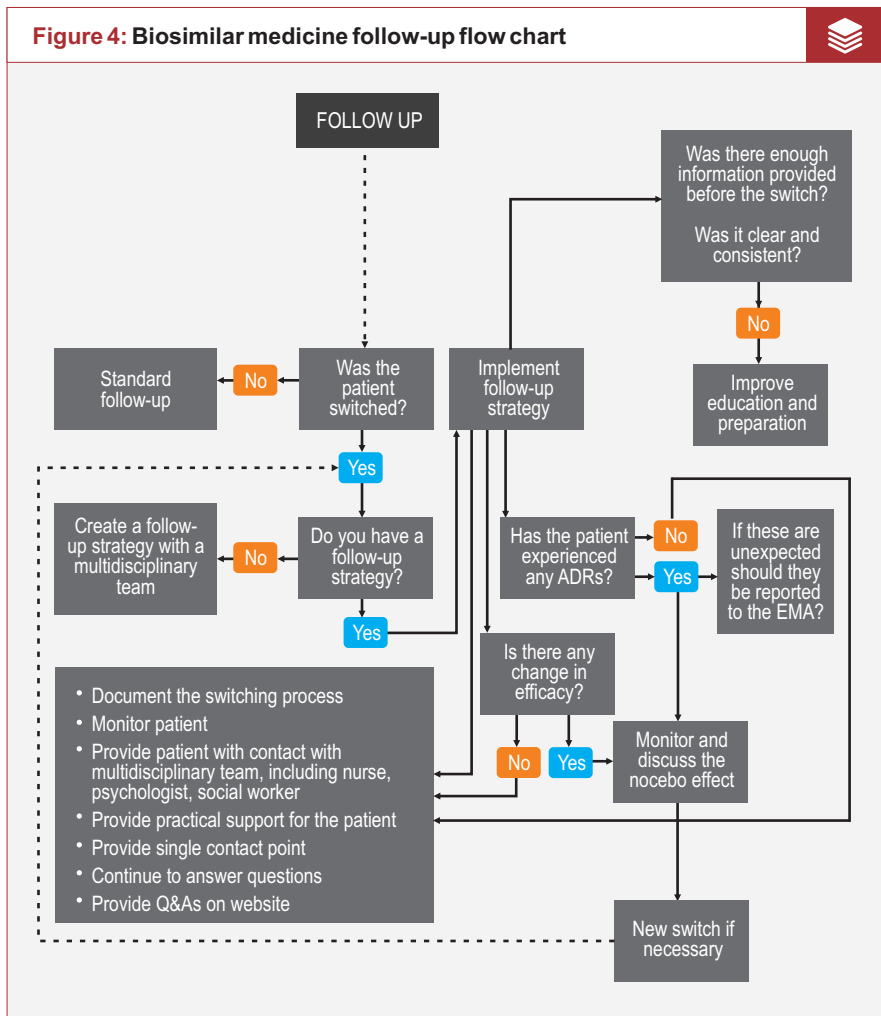 Figure 4: Biosimilar medicine follow-up flow chart
FOLLOW UP
Was there enough
information provided
before the switch?
Was it clear and
consistent?
No
Improve
education and
preparation
Standard
follow-up
No
Was the
patient
switched?
Implement
follow-up
strategy
Yes
Create a follow-
up strategy with a
multidisciplinary
team
No
Do you have a
follow-up
strategy?
Yes
Has the patient
experienced
any ADRs?
No
Yes
If these are
unexpected
should they
be reported
to the EMA?
Is there any
change in
efficacy?
No
Yes
Monitor and
discuss the
nocebo effect
• Document the switching process
• Monitor patient
• Provide patient with contact with
multidisciplinary team, including nurse,
psychologist, social worker
• Provide practical support for the patient
• Provide single contact point
• Continue to answer questions
• Provide Q&As on website
New switch if
necessary